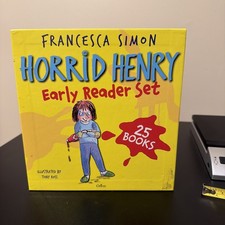 FRANCESCA SIMON
HORRiD HENRY
Early Reader Set
25
BOOKS
ILLUSTRATED BY
TONY ROSS